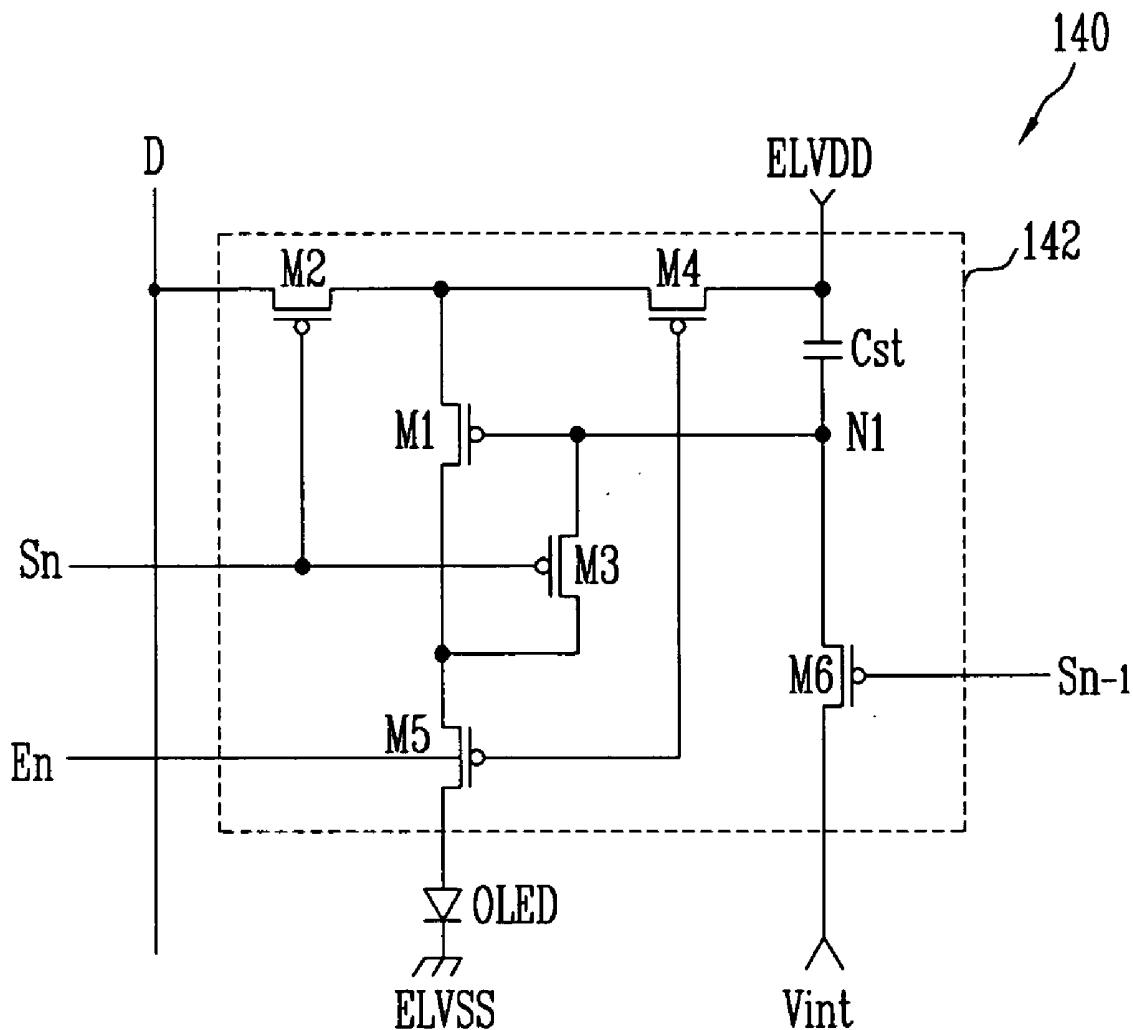 140
D
ELVDD
142
M2
M4
Cst
M1
N1
Sn
M3
M6
Sn-1
M5
En
OLED
ELVSS
Vint